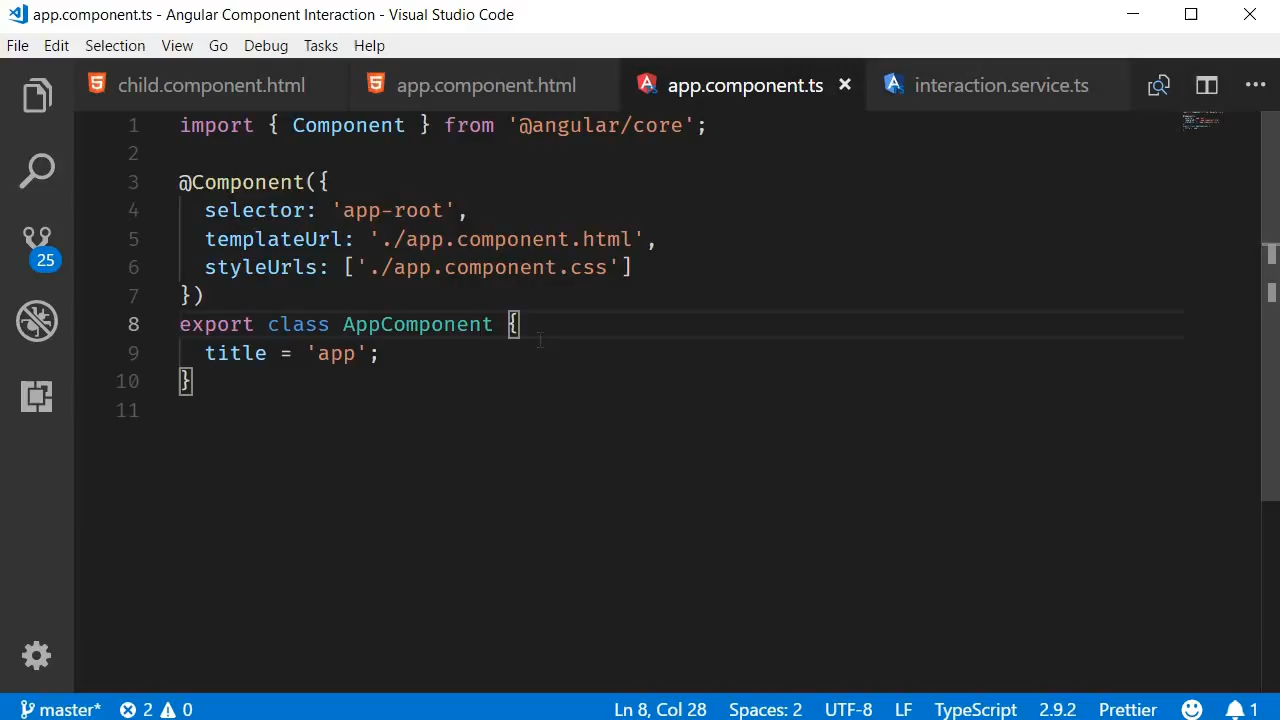 app.component.ts - Angular Component Interaction - Visual Studio Code
File Edit Selection View Go Debug Tasks Help
child.component.html app.component.html app.component.ts interaction.service.ts
1 import { Component } from '@angular/core';
2
3 @Component({
4 selector: 'app-root',
5 templateUrl: './app.component.html',
6 styleUrls: ['./app.component.css']
7 })
8 export class AppComponent {
9 title = 'app';
10 }
11
25
master* 2 0 Ln 8, Col 28 Spaces: 2 UTF-8 LF TypeScript 2.9.2 Prettier 1